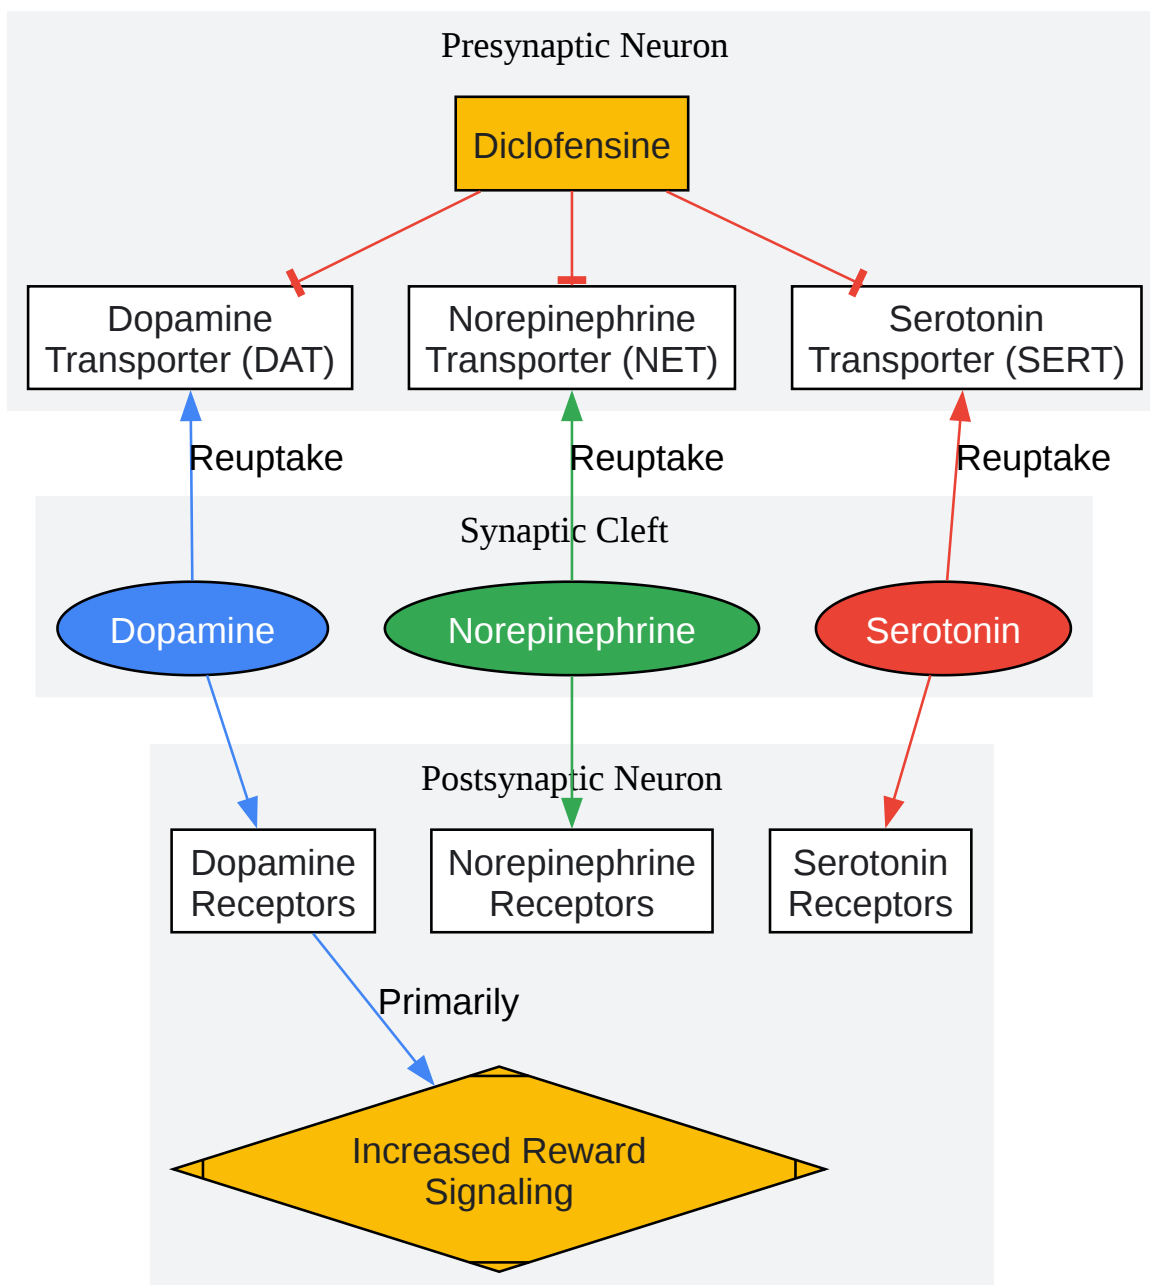 Presynaptic Neuron
Diclofensine
Dopamine
Transporter (DAT)
Norepinephrine
Transporter (NET)
Serotonin
Transporter (SERT)
Reuptake
Reuptake
Reuptake
Synaptic Cleft
Dopamine
Norepinephrine
Serotonin
Postsynaptic Neuron
Dopamine
Receptors
Norepinephrine
Receptors
Serotonin
Receptors
Primarily
Increased Reward
Signaling